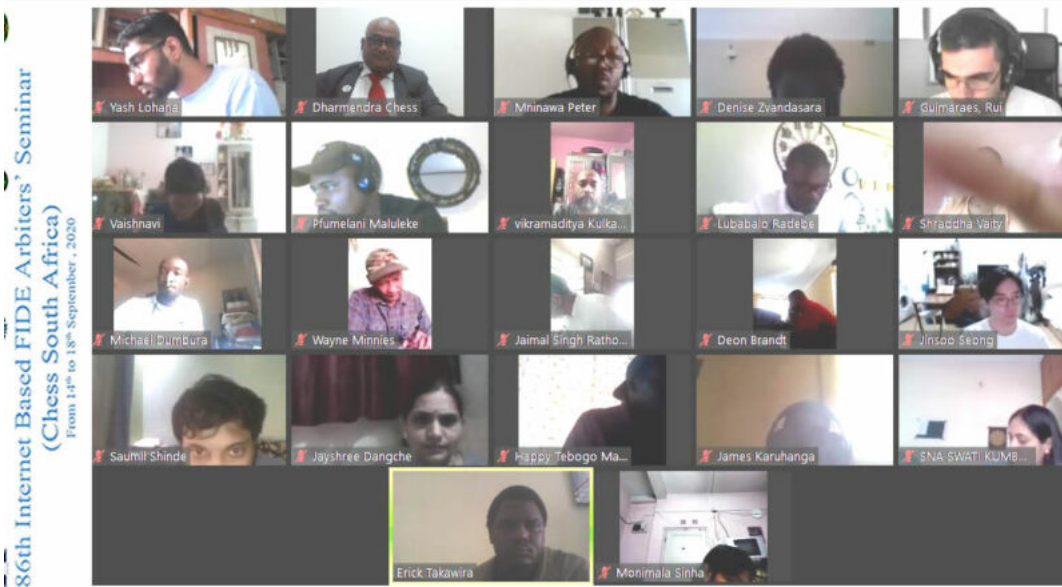 86th Internet Based FIDE Arbiters' Seminar
(Chess South Africa)
From 14th to 18th September, 2020
Yash Lohana
Dharmendra Chess
Mninawa Peter
Denise Zvandasara
Guimaraes, Rui
Vaishnavi
Pfumelani Maluleke
vikramaditya Kulka...
Lubabalo Radebe
Shraddha Vaity
Michael Dumbura
Wayne Minnies
Jaimal Singh Ratho...
Deon Brandt
Jinsoo Seong
Saumil Shinde
Jayshree Dangche
Happy Tebogo Ma...
James Karuhanga
SNA SWATI KUMB...
Erick Takawira
Monimala Sinha